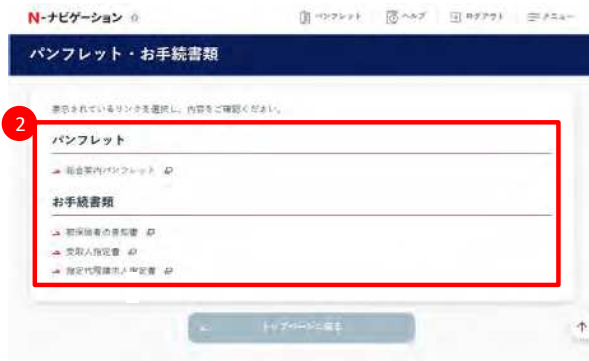 N-ナビゲーション
パンフレット ヘルプ ログアウト メニュー
パンフレット・お手続書類
表示されているリンクを選択し、内容をご確認ください。
2
パンフレット
総合案内パンフレット
お手続書類
被保険者の告知書
受取人指定書
指定代理請求人指定書
トップページに戻る